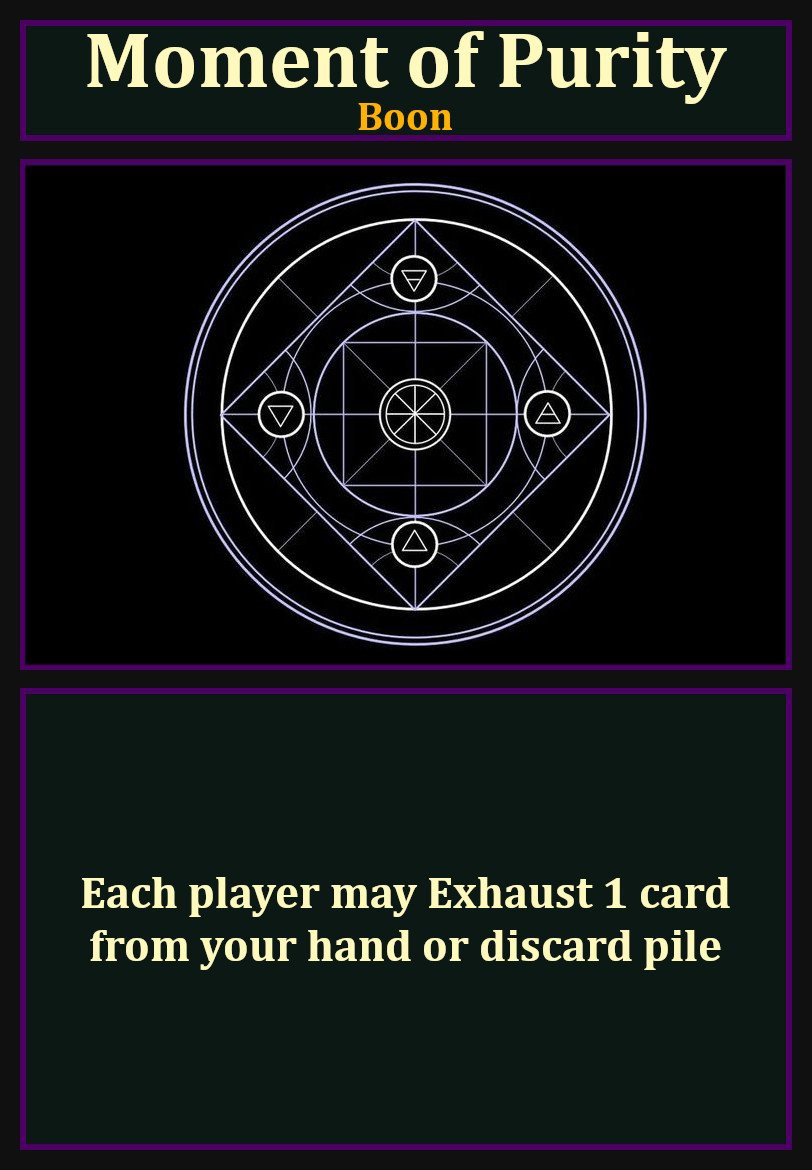 Moment of Purity
Boon
Each player may Exhaust 1 card
from your hand or discard pile